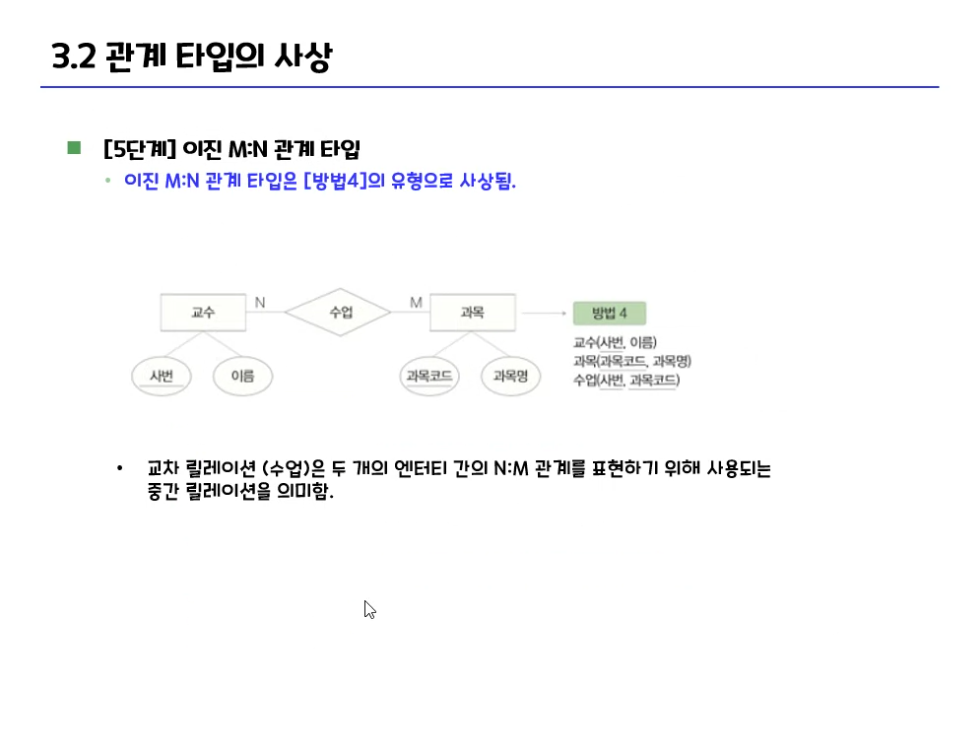 3.2 관계 타입의 사상
[5단계] 이진 M:N 관계 타입
이진 M:N 관계 타입은 [방법4]의 유형으로 사상됨.
교수 N 수업 M 과목 방법 4
교수(사번, 이름)
과목(과목코드, 과목명)
수업(사번, 과목코드)
사번 이름 과목코드 과목명
교차 릴레이션 (수업)은 두 개의 엔터티 간의 N:M 관계를 표현하기 위해 사용되는
중간 릴레이션을 의미함.